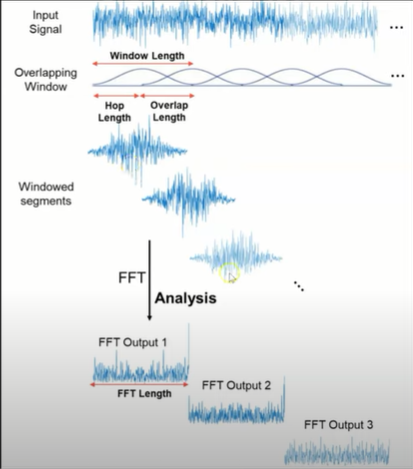 Input
Signal
...
Window Length
Overlapping
Window
...
Hop
Length
Overlap
Length
Windowed
segments
FFT
Analysis
FFT Output 1
FFT Length
FFT Output 2
FFT Output 3